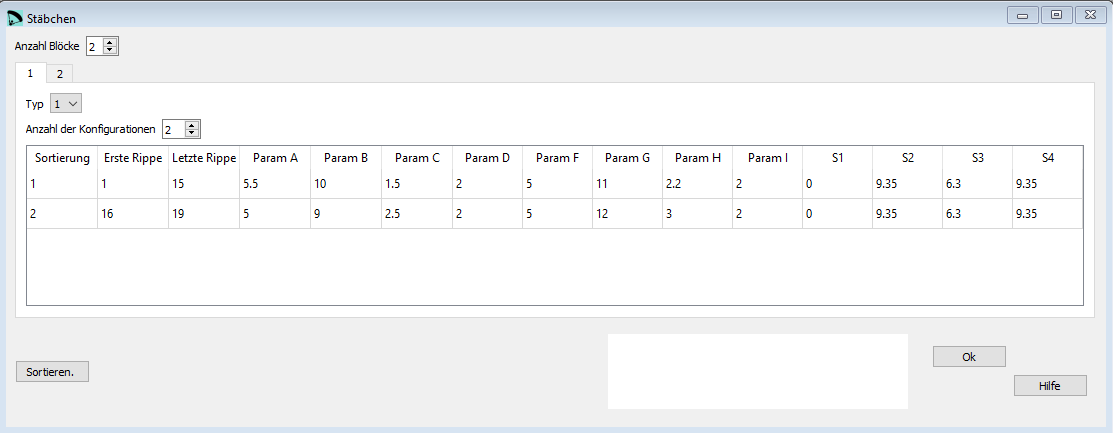 Stäbchen
Anzahl Blöcke 2
1 2
Typ 1
Anzahl der Konfigurationen 2
Sortierung Erste Rippe Letzte Rippe Param A Param B Param C Param D Param F Param G Param H Param I S1 S2 S3 S4
1 1 15 5.5 10 1.5 2 5 11 2.2 2 0 9.35 6.3 9.35
2 16 19 5 9 2.5 2 5 12 3 2 0 9.35 6.3 9.35
Ok
Sortieren.
Hilfe